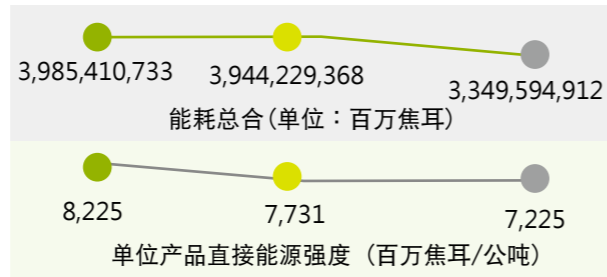 3,985,410,733 3,944,229,368 3,349,594,912
能耗总合(单位：百万焦耳)
8,225 7,731 7,225
单位产品直接能源强度 (百万焦耳/公吨)